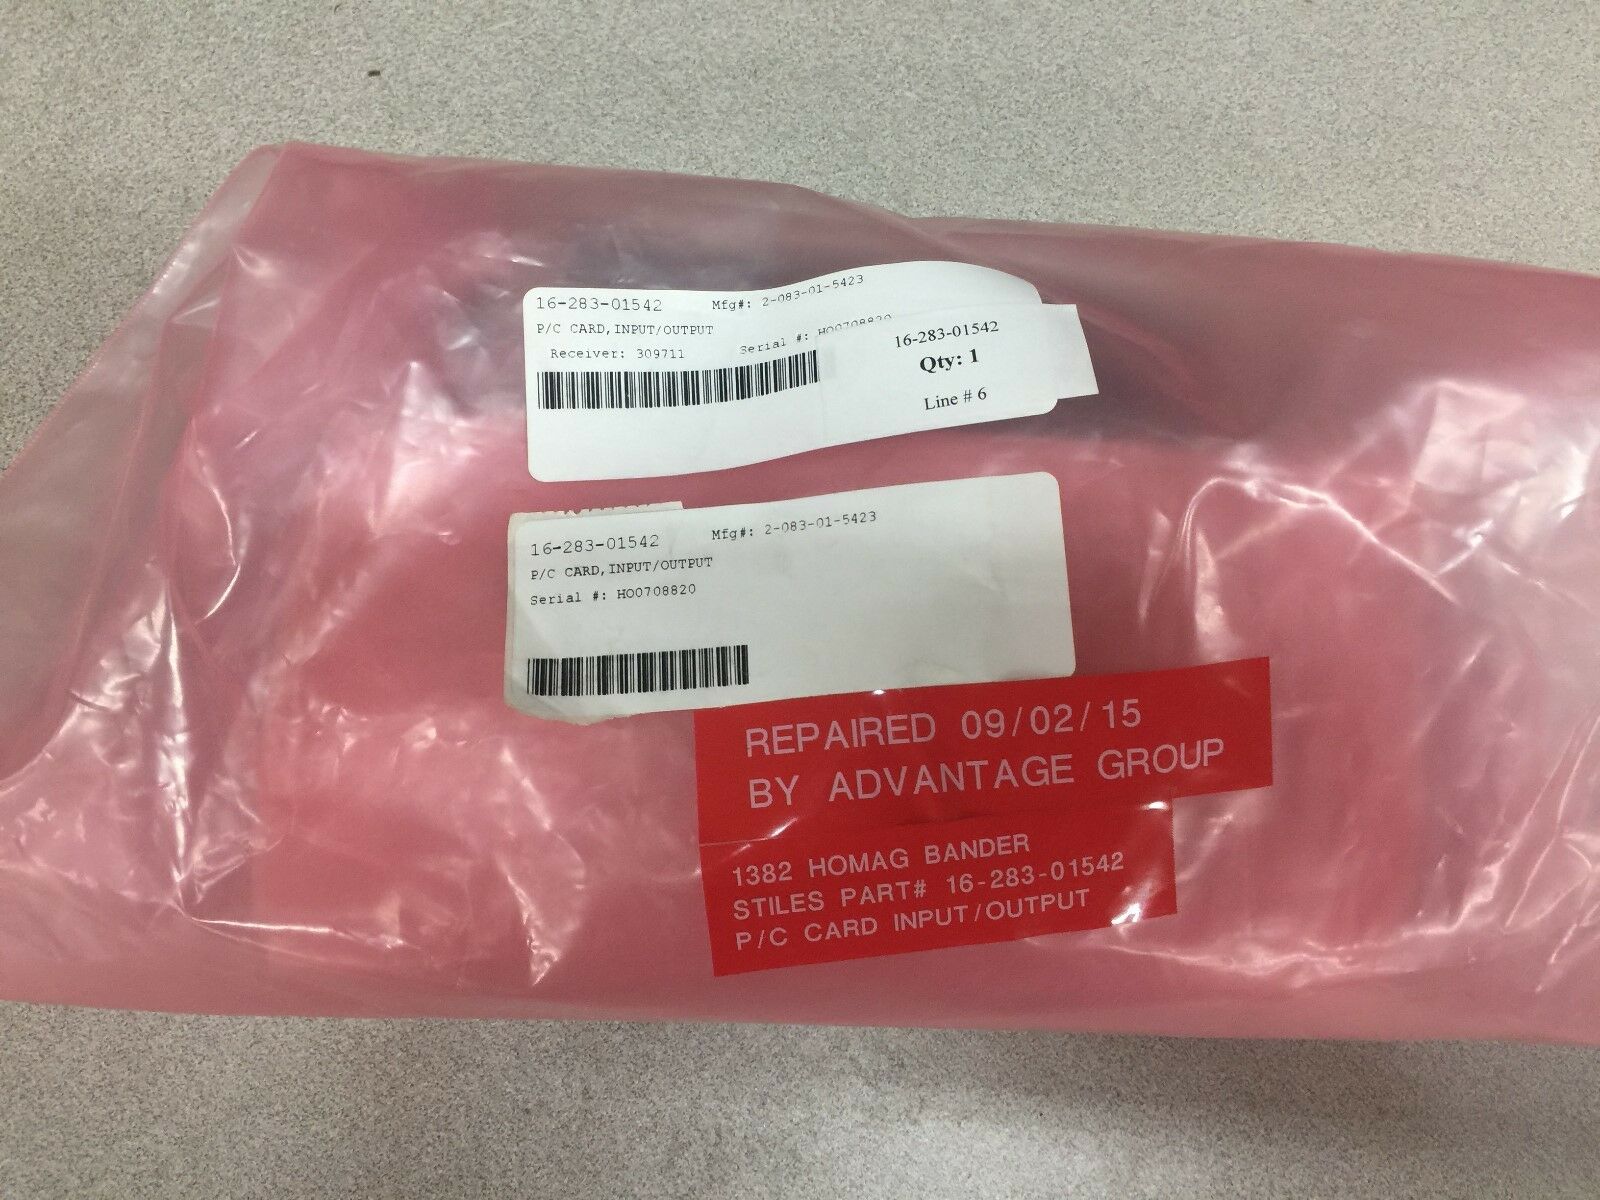 16-283-01542 Mfg#: 2-083-01-5423
P/C CARD,INPUT/OUTPUT
Receiver: 309711 Serial #: HO0708820
16-283-01542
Qty: 1
Line # 6
16-283-01542 Mfg#: 2-083-01-5423
P/C CARD,INPUT/OUTPUT
Serial #: HO0708820
REPAIRED 09/02/15
BY ADVANTAGE GROUP
1382 HOMAG BANDER
STILES PART# 16-283-01542
P/C CARD INPUT/OUTPUT